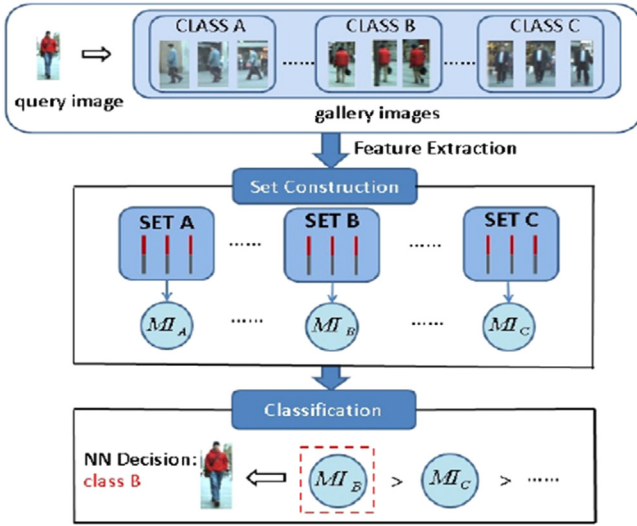 CLASS A CLASS B CLASS C
...... ......
query image
gallery images
Feature Extraction
Set Construction
SET A SET B SET C
...... ......
MI_A ...... MI_B ...... MI_C
Classification
NN Decision:
class B
MI_B > MI_C > ......